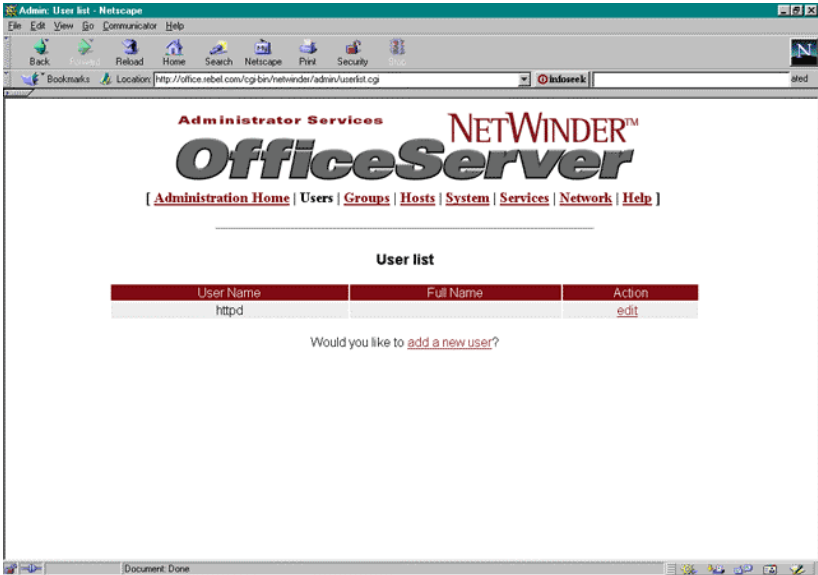 Admin: User list - Netscape
File Edit View Go Communicator Help
Back Forward Reload Home Search Netscape Print Security Stop
Bookmarks Location: http://office.rebel.com/cgi-bin/netwinder/admin/userlist.cgi infoseek ated
Administrator Services NETWINDER™
OfficeServer
[ Administration Home | Users | Groups | Hosts | System | Services | Network | Help ]
User list
User Name Full Name Action
httpd edit
Would you like to add a new user?
Document: Done